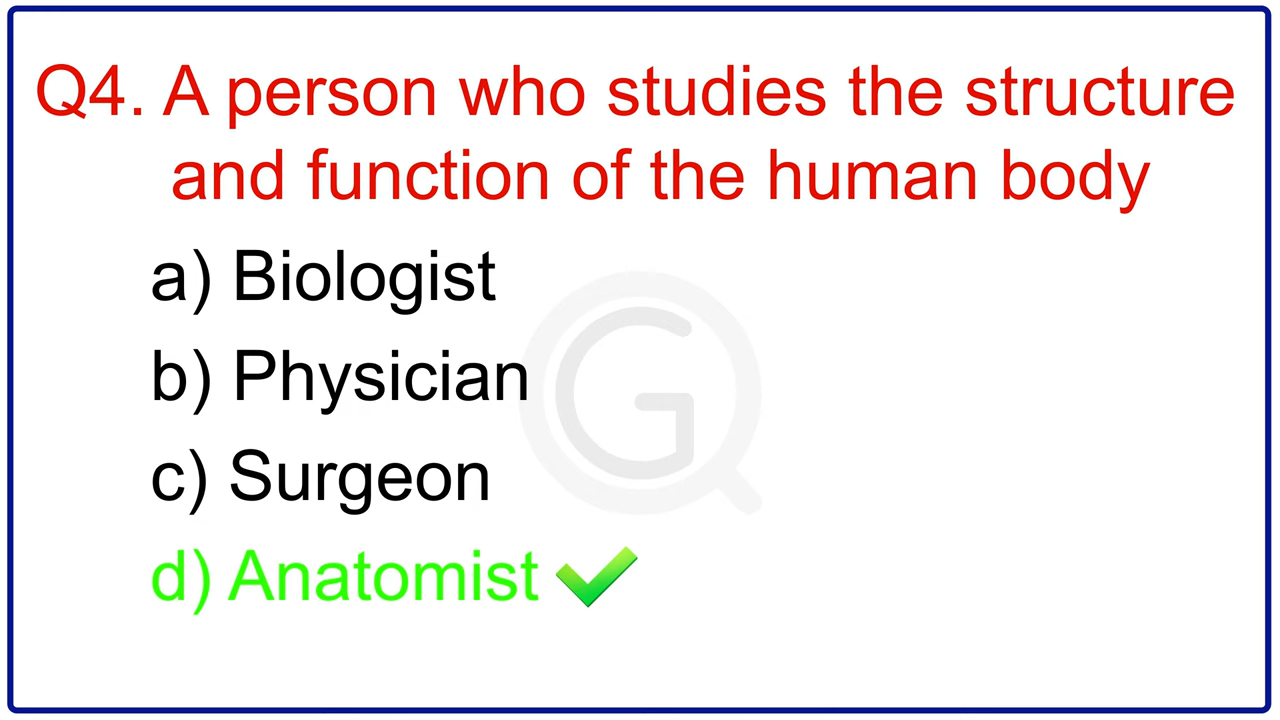 Q4. A person who studies the structure
and function of the human body
a) Biologist
b) Physician
c) Surgeon
d) Anatomist
G